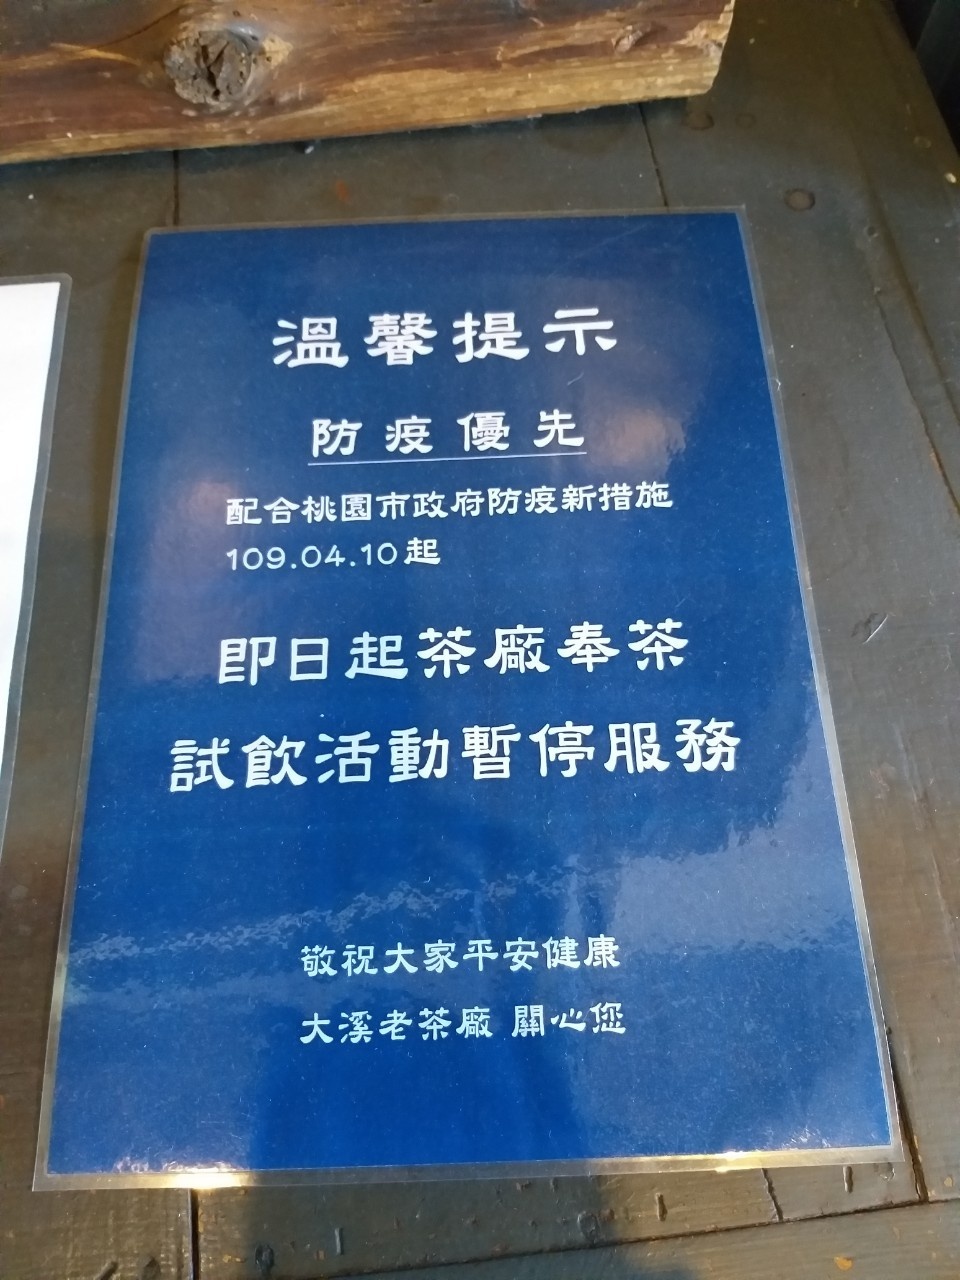 溫馨提示
防疫優先
配合桃園市政府防疫新措施
109.04.10起
即日起茶廠奉茶
試飲活動暫停服務
敬祝大家平安健康
大溪老茶廠 關心您